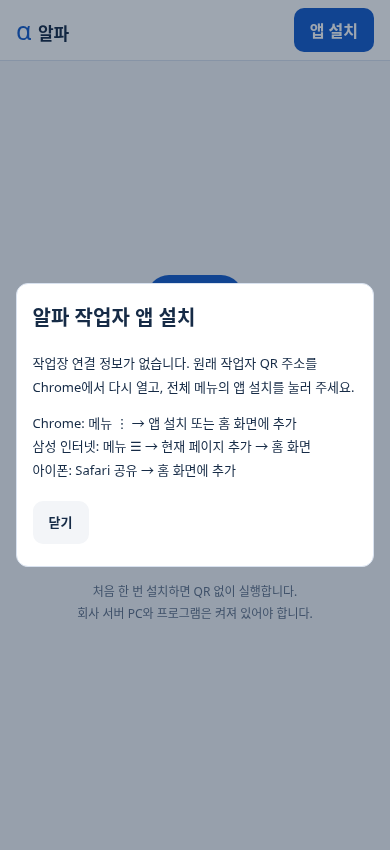 α 알파
앱 설치
알파 작업자 앱 설치
작업장 연결 정보가 없습니다. 원래 작업자 QR 주소를
Chrome에서 다시 열고, 전체 메뉴의 앱 설치를 눌러 주세요.
Chrome: 메뉴 ⋮ → 앱 설치 또는 홈 화면에 추가
삼성 인터넷: 메뉴 ☰ → 현재 페이지 추가 → 홈 화면
아이폰: Safari 공유 → 홈 화면에 추가
닫기
처음 한 번 설치하면 QR 없이 실행합니다.
회사 서버 PC와 프로그램은 켜져 있어야 합니다.